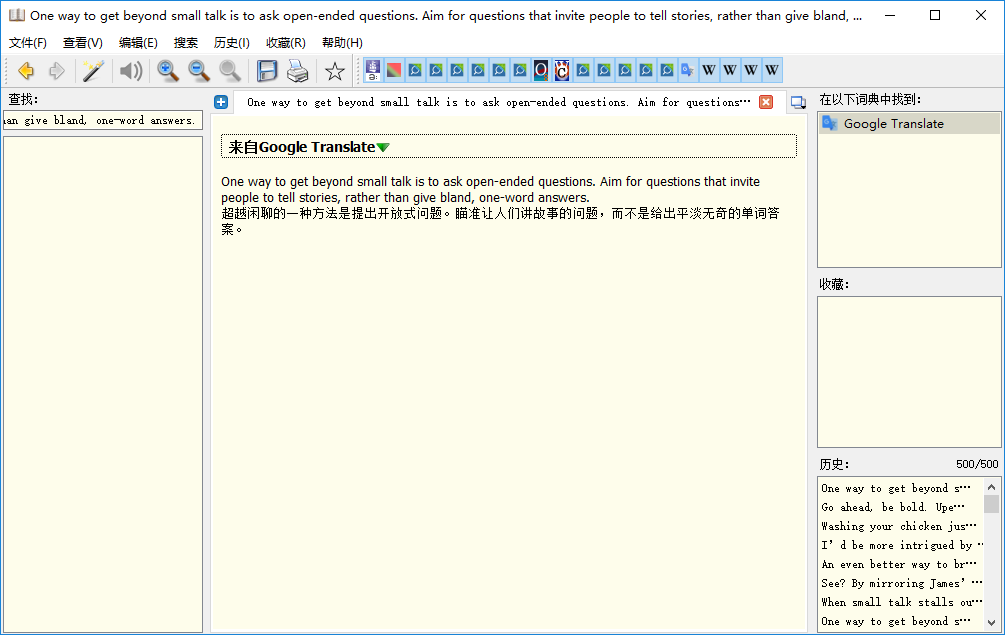 One way to get beyond small talk is to ask open-ended questions. Aim for questions that invite people to tell stories, rather than give bland, ...
文件(F) 查看(V) 编辑(E) 搜索 历史(I) 收藏(R) 帮助(H)
查找:
an give bland, one-word answers.
One way to get beyond small talk is to ask open-ended questions. Aim for questions…
来自Google Translate
One way to get beyond small talk is to ask open-ended questions. Aim for questions that invite
people to tell stories, rather than give bland, one-word answers.
超越闲聊的一种方法是提出开放式问题。瞄准让人们讲故事的问题，而不是给出平淡无奇的单词答
案。
在以下词典中找到:
Google Translate
收藏:
历史: 500/500
One way to get beyond s…
Go ahead, be bold. Upe…
Washing your chicken jus…
I’d be more intrigued by …
An even better way to br…
See? By mirroring James’ …
When small talk stalls ou…
One way to get beyond s…